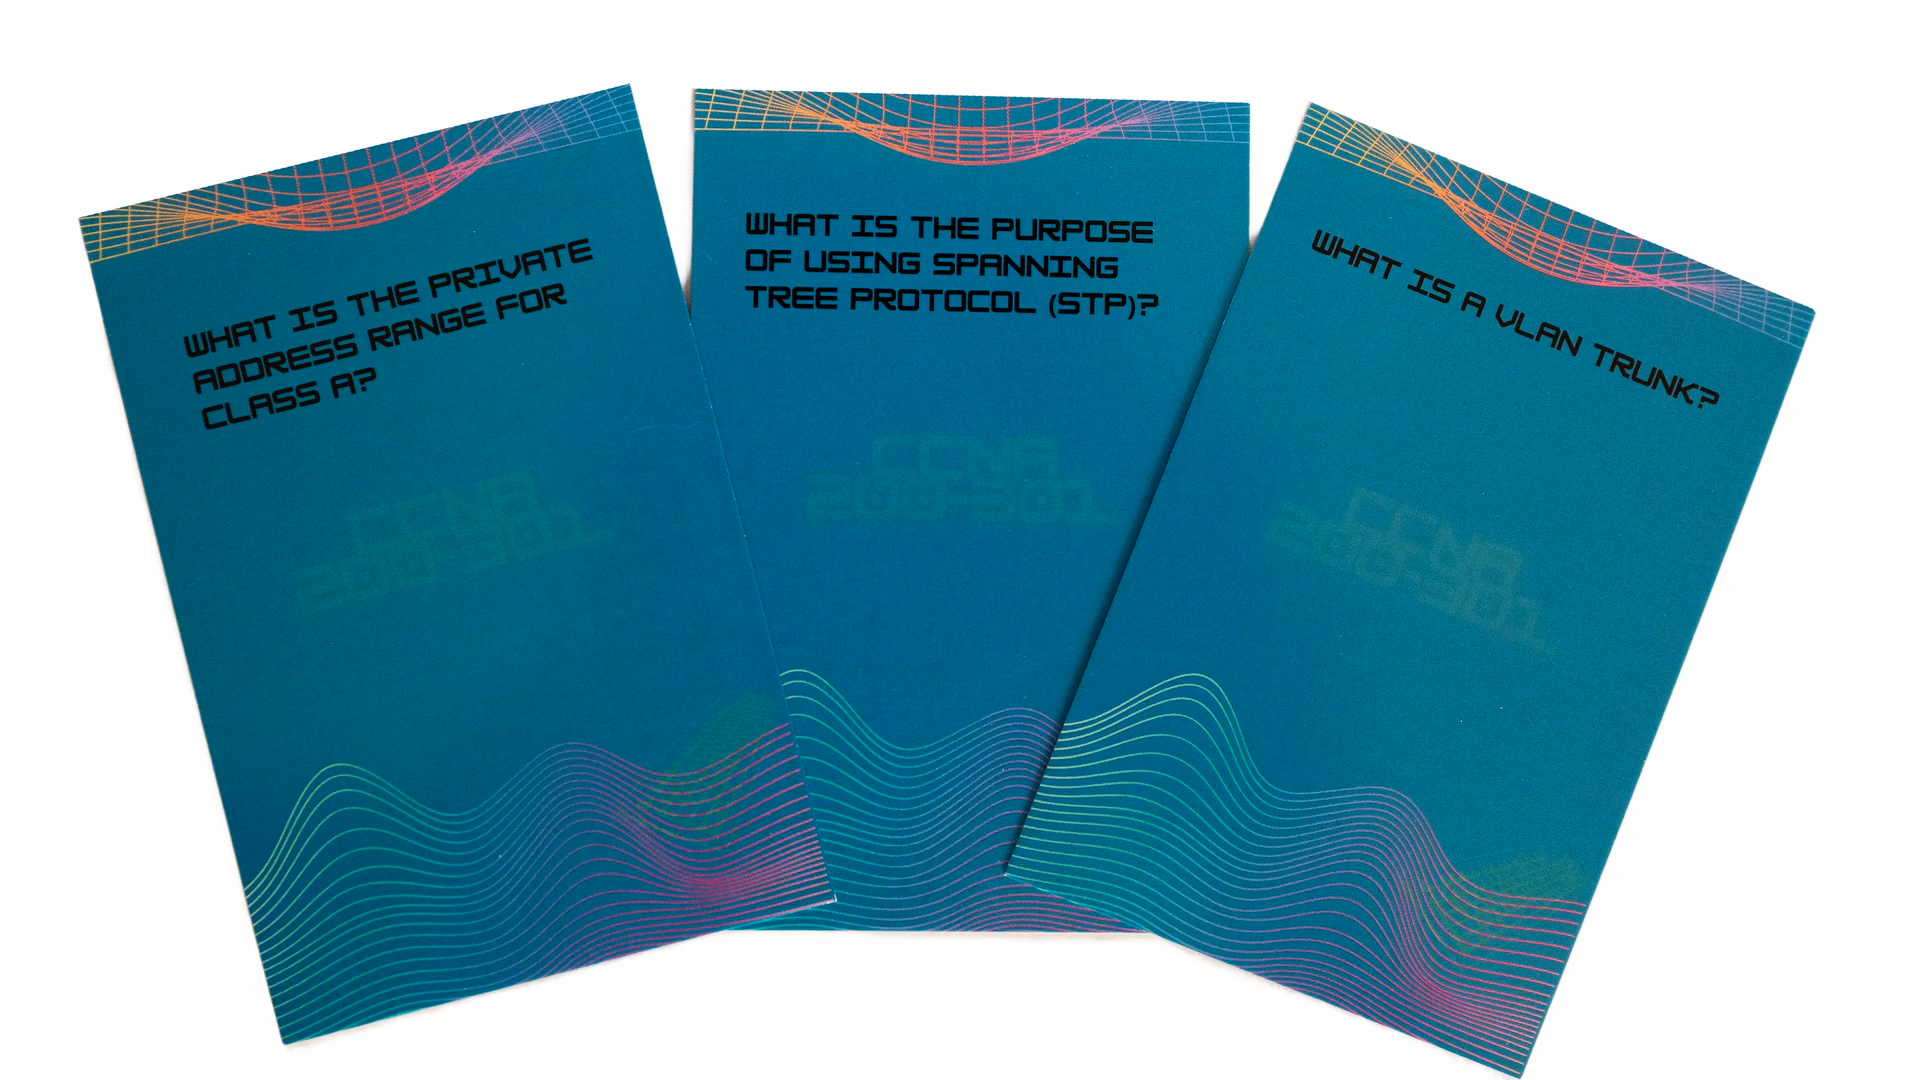 WHAT IS THE PRIVATE
ADDRESS RANGE FOR
CLASS A?
CCNA
200-301
WHAT IS THE PURPOSE
OF USING SPANNING
TREE PROTOCOL (STP)?
CCNA
200-301
WHAT IS A VLAN TRUNK?
CCNA
200-301